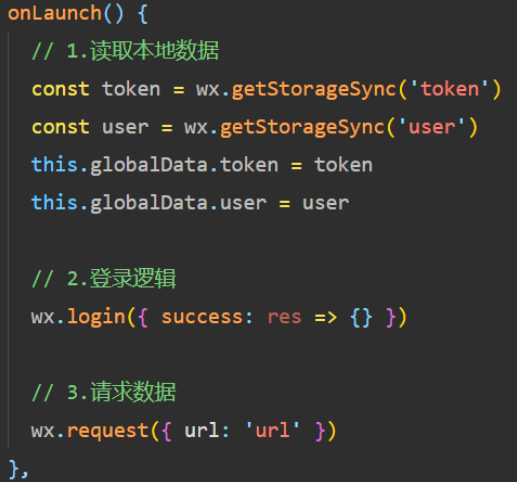 onLaunch() {
// 1.读取本地数据
const token = wx.getStorageSync('token')
const user = wx.getStorageSync('user')
this.globalData.token = token
this.globalData.user = user
// 2.登录逻辑
wx.login({ success: res => {} })
// 3.请求数据
wx.request({ url: 'url' })
},